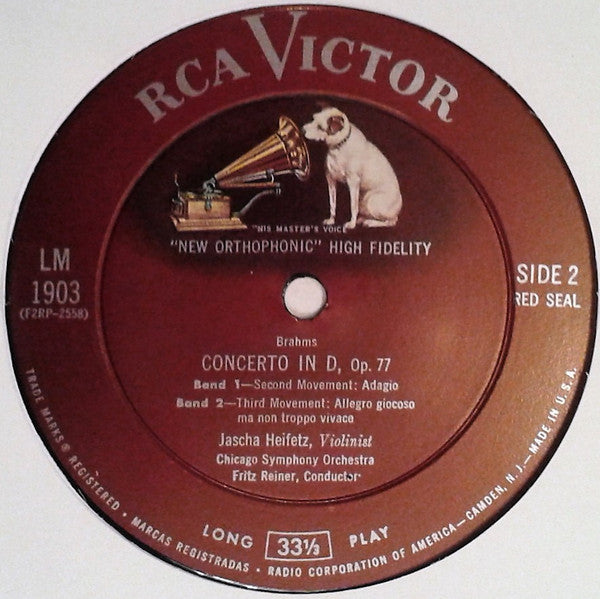 RCA VICTOR
"HIS MASTER'S VOICE"
"NEW ORTHOPHONIC" HIGH FIDELITY
LM
1903
(F2RP-2558)
SIDE 2
RED SEAL
Brahms
CONCERTO IN D, Op. 77
Band 1—Second Movement: Adagio
Band 2—Third Movement: Allegro giocoso
ma non troppo vivace
Jascha Heifetz, Violinist
Chicago Symphony Orchestra
Fritz Reiner, Conductor
LONG 33⅓ PLAY
TRADE MARKS ® REGISTERED • MARCAS REGISTRADAS • RADIO CORPORATION OF AMERICA—CAMDEN, N. J.—MADE IN U.S.A.